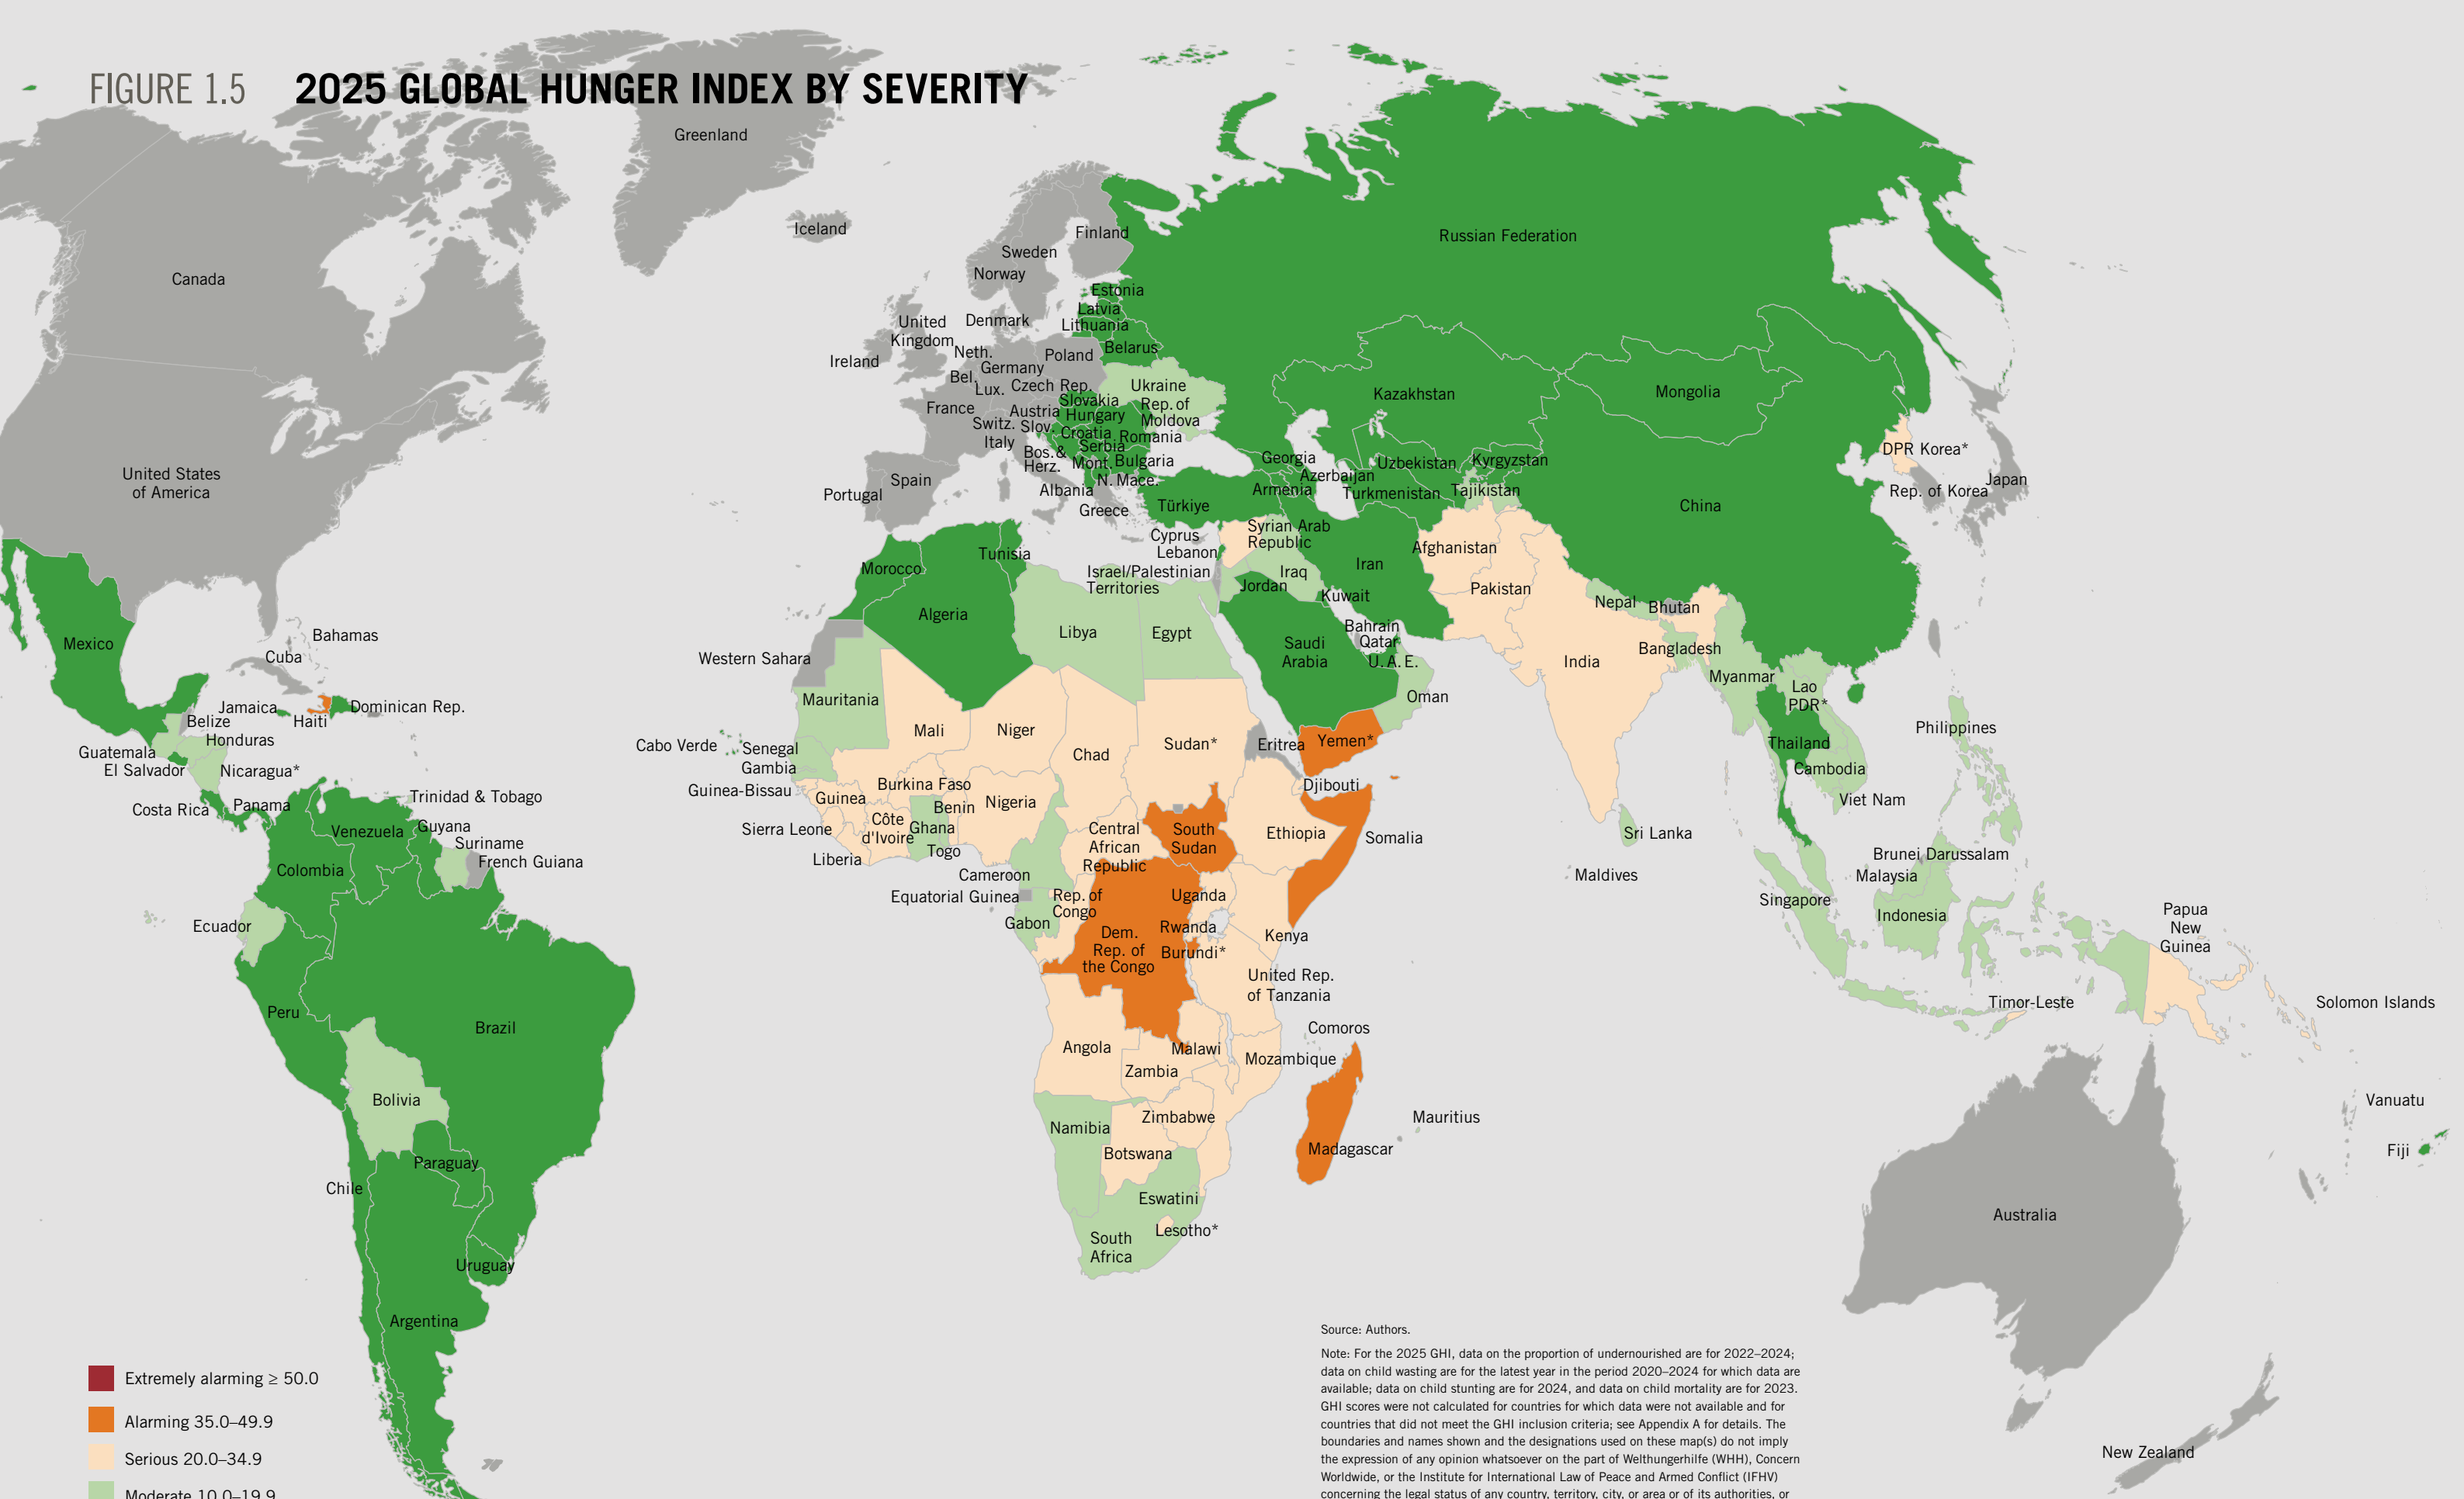 FIGURE 1.5 2025 GLOBAL HUNGER INDEX BY SEVERITY
Greenland
Iceland
Finland
Sweden
Norway
Russian Federation
Canada
Estonia
Latvia
Lithuania
Belarus
United
Kingdom
Denmark
Ireland
Neth.
Germany
Poland
Bel.
Lux.
Czech Rep.
Ukraine
Slovakia
France
Austria
Hungary
Rep. of
Moldova
Switz.
Slov.
Croatia
Romania
Italy
Serbia
Bos.&
Herz.
Mont.
Bulgaria
N. Mace.
Albania
Greece
Spain
Portugal
Kazakhstan
Mongolia
Georgia
Azerbaijan
Armenia
Uzbekistan
Kyrgyzstan
Turkmenistan
Tajikistan
Türkiye
China
DPR Korea*
Rep. of Korea
Japan
United States
of America
Cyprus
Lebanon
Syrian Arab
Republic
Israel/Palestinian
Territories
Iraq
Jordan
Kuwait
Iran
Afghanistan
Pakistan
Nepal
Bhutan
Bangladesh
India
Myanmar
Lao
PDR*
Bahrain
Qatar
U. A. E.
Saudi
Arabia
Oman
Yemen*
Morocco
Tunisia
Algeria
Libya
Egypt
Western Sahara
Mauritania
Mexico
Bahamas
Cuba
Jamaica
Haiti
Dominican Rep.
Belize
Honduras
Guatemala
El Salvador
Nicaragua*
Costa Rica
Panama
Trinidad & Tobago
Venezuela
Guyana
Suriname
French Guiana
Colombia
Ecuador
Peru
Brazil
Bolivia
Paraguay
Chile
Uruguay
Argentina
Cabo Verde
Senegal
Gambia
Guinea-Bissau
Guinea
Sierra Leone
Liberia
Mali
Burkina Faso
Côte
d'Ivoire
Ghana
Togo
Benin
Niger
Nigeria
Chad
Sudan*
Eritrea
Djibouti
Ethiopia
Somalia
South
Sudan
Central
African
Republic
Cameroon
Equatorial Guinea
Gabon
Rep. of
Congo
Dem.
Rep. of
the Congo
Uganda
Rwanda
Burundi*
Kenya
United Rep.
of Tanzania
Comoros
Angola
Malawi
Zambia
Mozambique
Zimbabwe
Namibia
Botswana
Madagascar
Mauritius
Eswatini
Lesotho*
South
Africa
Thailand
Cambodia
Viet Nam
Philippines
Sri Lanka
Maldives
Brunei Darussalam
Malaysia
Singapore
Indonesia
Papua
New
Guinea
Timor-Leste
Solomon Islands
Vanuatu
Fiji
Australia
New Zealand
Extremely alarming ≥ 50.0
Alarming 35.0–49.9
Serious 20.0–34.9
Moderate 10.0–19.9
Source: Authors.
Note: For the 2025 GHI, data on the proportion of undernourished are for 2022–2024;
data on child wasting are for the latest year in the period 2020–2024 for which data are
available; data on child stunting are for 2024, and data on child mortality are for 2023.
GHI scores were not calculated for countries for which data were not available and for
countries that did not meet the GHI inclusion criteria; see Appendix A for details. The
boundaries and names shown and the designations used on these map(s) do not imply
the expression of any opinion whatsoever on the part of Welthungerhilfe (WHH), Concern
Worldwide, or the Institute for International Law of Peace and Armed Conflict (IFHV)
concerning the legal status of any country, territory, city, or area or of its authorities, or